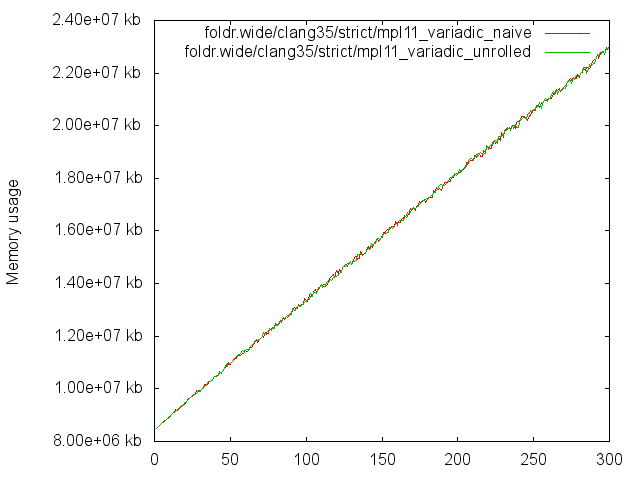 2.40e+07 kb
foldr.wide/clang35/strict/mpl11_variadic_naive
foldr.wide/clang35/strict/mpl11_variadic_unrolled
2.20e+07 kb
2.00e+07 kb
1.80e+07 kb
Memory usage
1.60e+07 kb
1.40e+07 kb
1.20e+07 kb
1.00e+07 kb
8.00e+06 kb
0 50 100 150 200 250 300